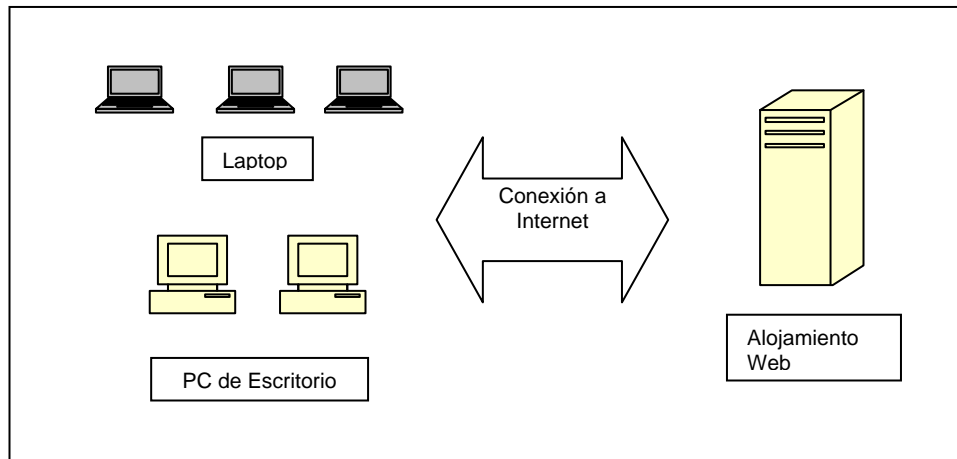 Laptop
Conexión a
Internet
PC de Escritorio
Alojamiento
Web